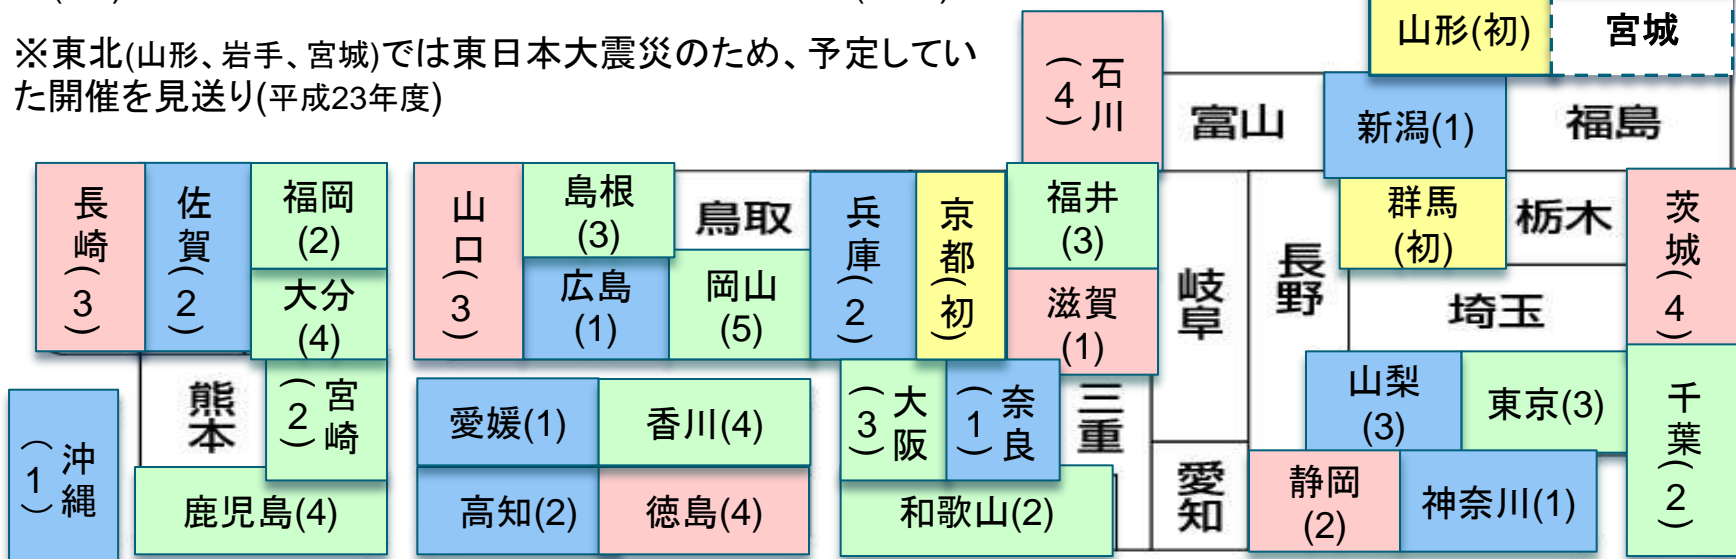 ※東北(山形、岩手、宮城)では東日本大震災のため、予定してい
た開催を見送り(平成23年度)
山形(初)
宮城
石川(4)
富山
新潟(1)
福島
長崎(3)
佐賀(2)
福岡
(2)
大分
(4)
山口(3)
島根
(3)
広島
(1)
鳥取
岡山
(5)
兵庫(2)
京都(初)
福井
(3)
滋賀
(1)
岐阜
長野
群馬
(初)
栃木
埼玉
茨城(4)
沖縄(1)
熊本
宮崎(2)
鹿児島(4)
愛媛(1)
香川(4)
高知(2)
徳島(4)
大阪(3)
奈良(1)
和歌山(2)
三重
愛知
山梨
(3)
東京(3)
静岡
(2)
神奈川(1)
千葉(2)